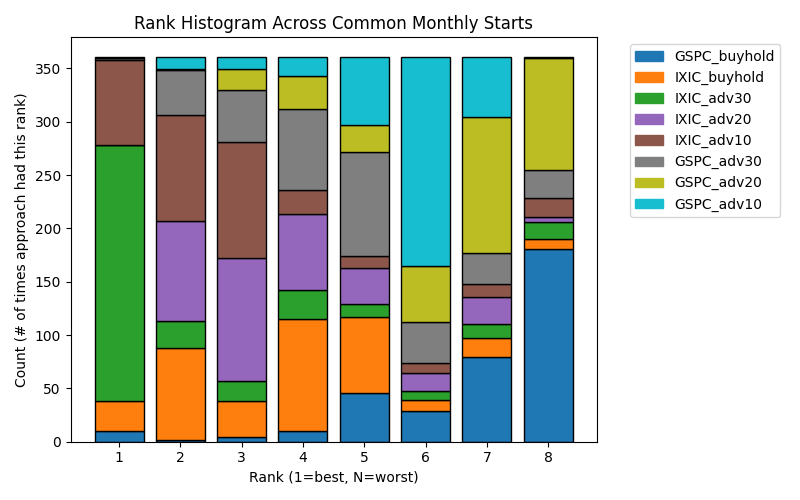 Rank Histogram Across Common Monthly Starts
Count (# of times approach had this rank)
350
300
250
200
150
100
50
0
1 2 3 4 5 6 7 8
Rank (1=best, N=worst)
GSPC_buyhold
IXIC_buyhold
IXIC_adv30
IXIC_adv20
IXIC_adv10
GSPC_adv30
GSPC_adv20
GSPC_adv10